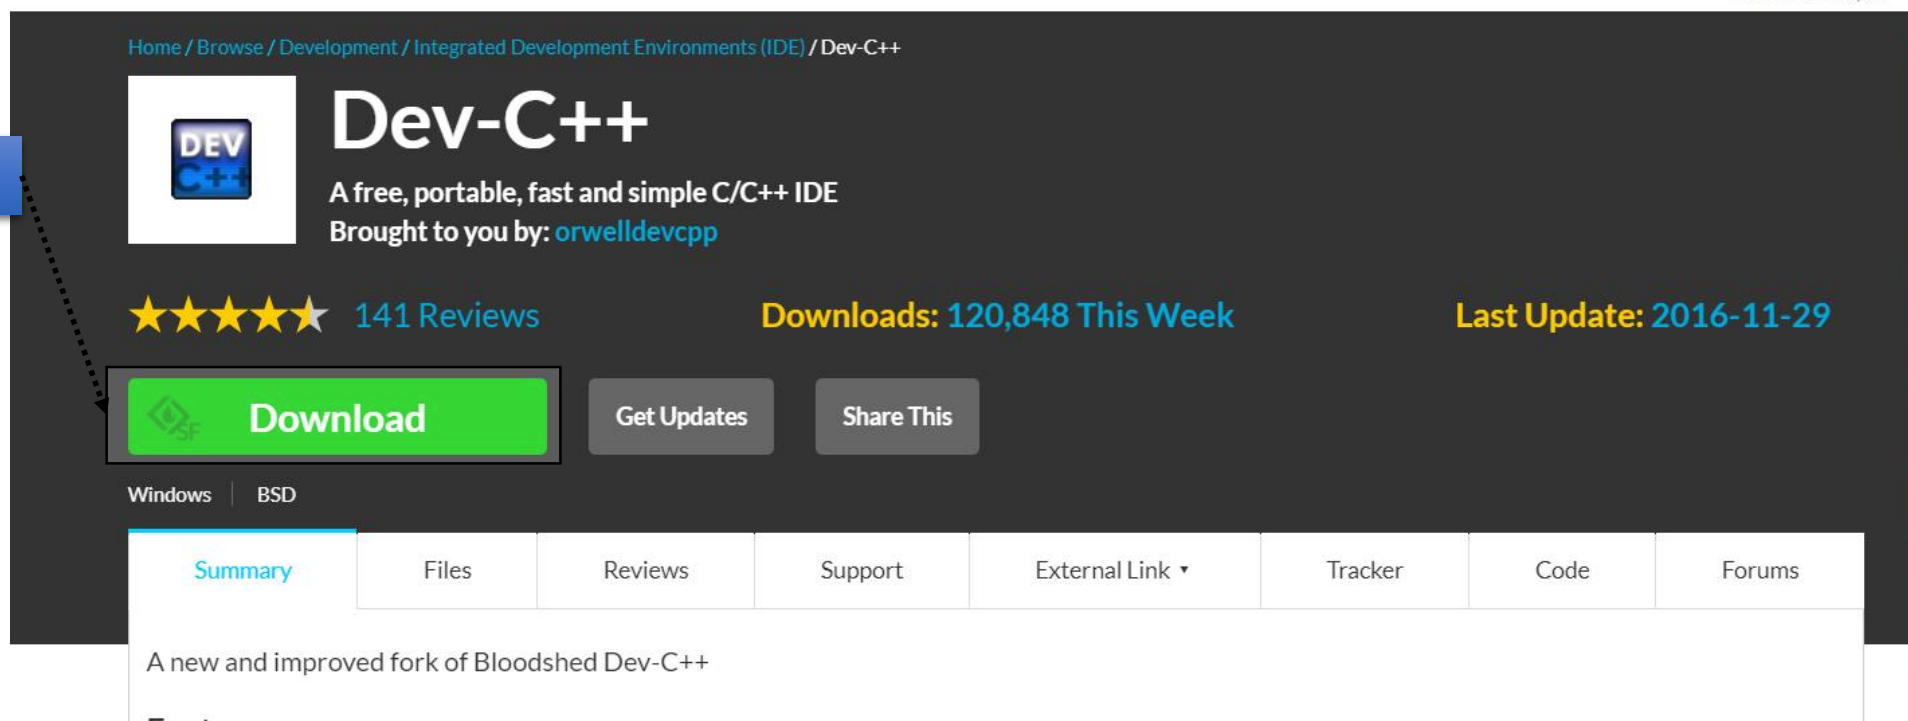 Home / Browse / Development / Integrated Development Environments (IDE) / Dev-C++
DEV
C++
Dev-C++
A free, portable, fast and simple C/C++ IDE
Brought to you by: orwelldevcpp
141 Reviews
Downloads: 120,848 This Week
Last Update: 2016-11-29
SF
Download
Get Updates
Share This
Windows
BSD
Summary
Files
Reviews
Support
External Link ▾
Tracker
Code
Forums
A new and improved fork of Bloodshed Dev-C++